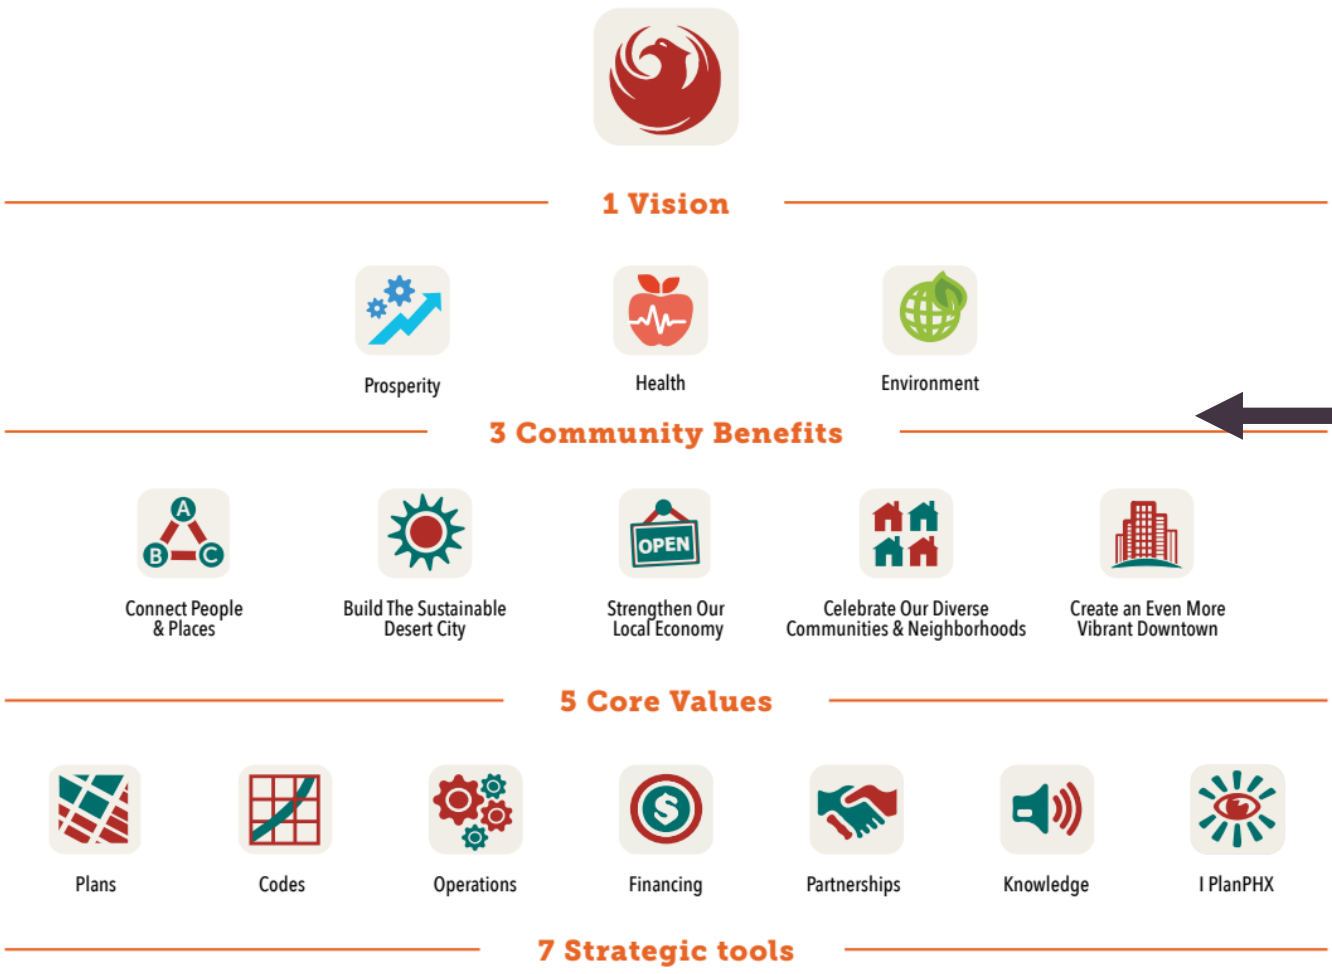 1 Vision
Prosperity
Health
Environment
3 Community Benefits
A
B C
OPEN
Connect People
& Places
Build The Sustainable
Desert City
Strengthen Our
Local Economy
Celebrate Our Diverse
Communities & Neighborhoods
Create an Even More
Vibrant Downtown
5 Core Values
$
Plans
Codes
Operations
Financing
Partnerships
Knowledge
I PlanPHX
7 Strategic tools